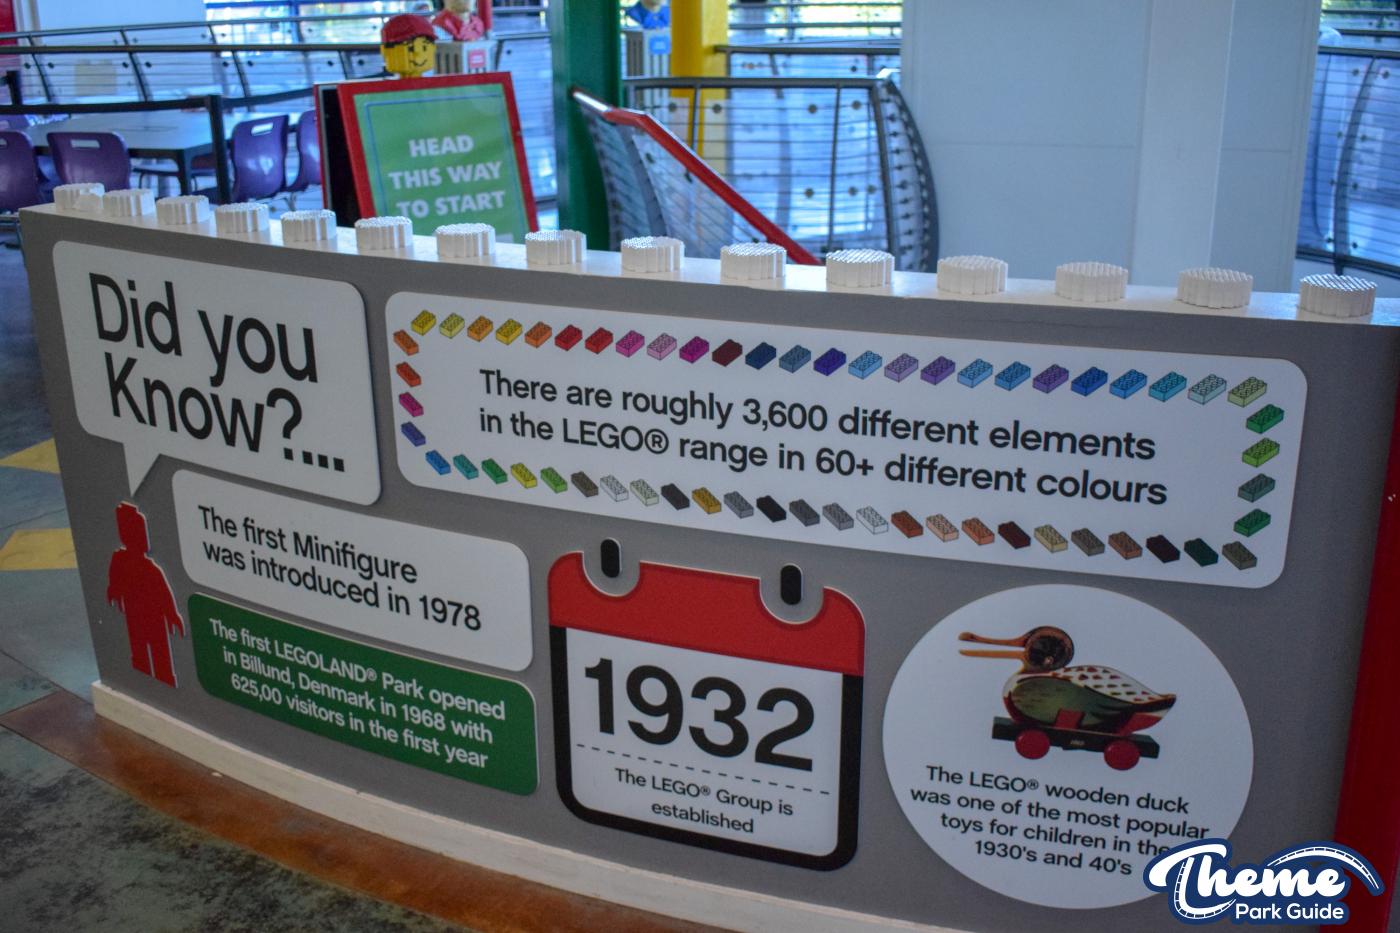 HEAD
THIS WAY
TO START
Did you
Know?....
There are roughly 3,600 different elements
in the LEGO® range in 60+ different colours
The first Minifigure
was introduced in 1978
The first LEGOLAND® Park opened
in Billund, Denmark in 1968 with
625,00 visitors in the first year
1932
The LEGO® Group is
established
The LEGO® wooden duck
was one of the most popular
toys for children in the
1930's and 40's
Theme
Park Guide